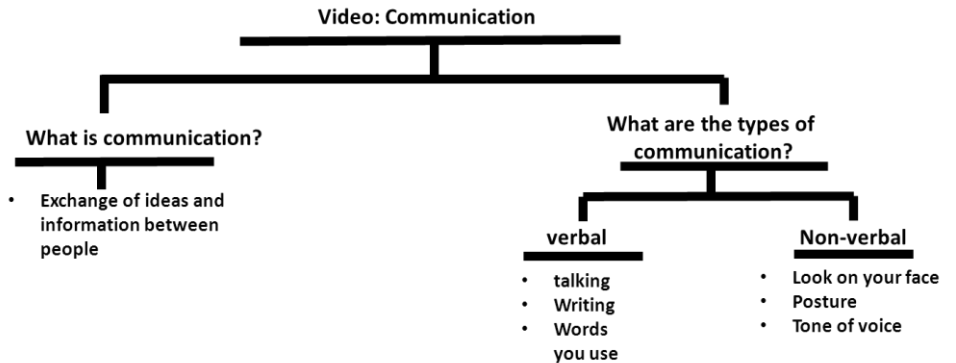 Video: Communication
What is communication?
• Exchange of ideas and
information between
people
What are the types of
communication?
verbal
• talking
• Writing
• Words
you use
Non-verbal
• Look on your face
• Posture
• Tone of voice